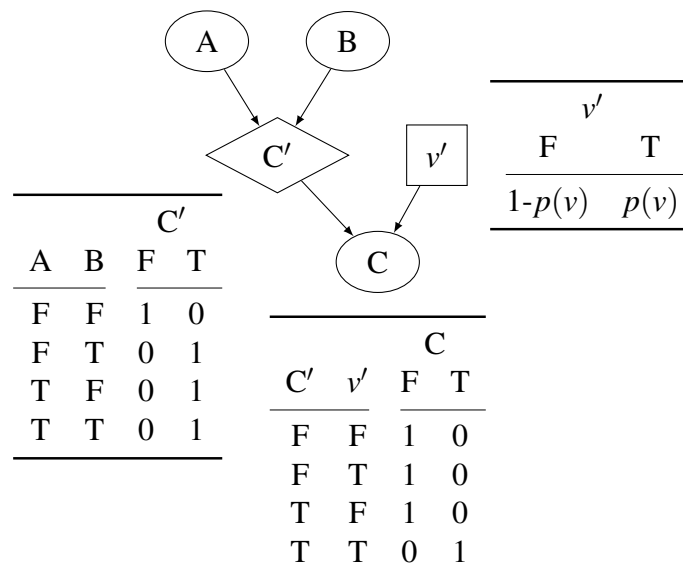 A
B
C′
v′
C
v′
F T
1-p(v) p(v)
C′
A B F T
F F 1 0
F T 0 1
T F 0 1
T T 0 1
C
C′ v′ F T
F F 1 0
F T 1 0
T F 1 0
T T 0 1